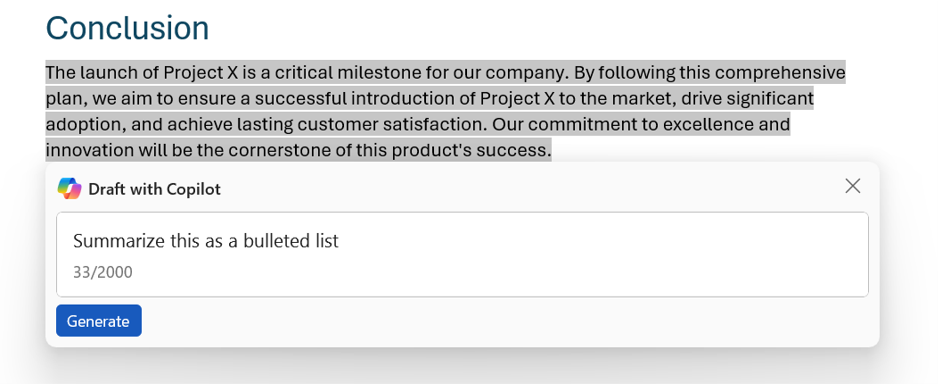 Conclusion
The launch of Project X is a critical milestone for our company. By following this comprehensive
plan, we aim to ensure a successful introduction of Project X to the market, drive significant
adoption, and achieve lasting customer satisfaction. Our commitment to excellence and
innovation will be the cornerstone of this product's success.
Draft with Copilot
Summarize this as a bulleted list
33/2000
Generate